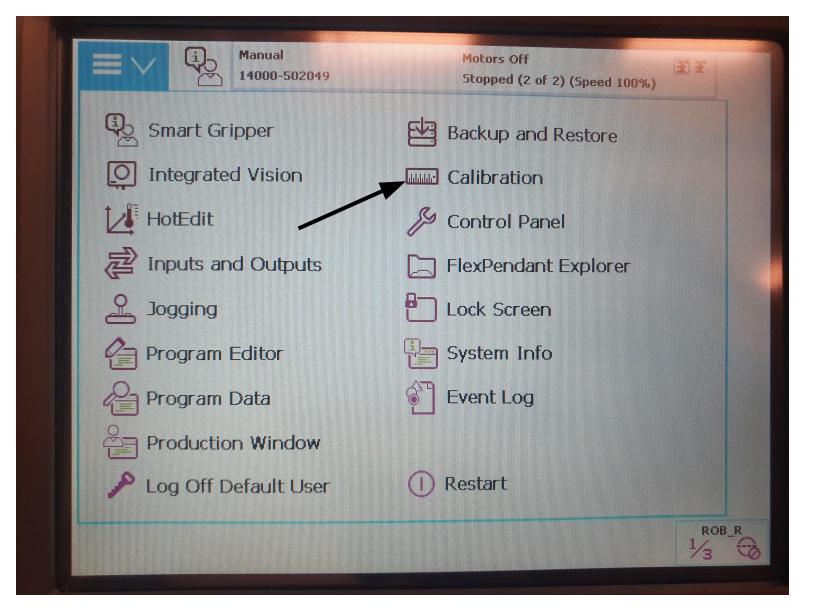 Manual
14000-502049
Motors Off
Stopped (2 of 2) (Speed 100%)
Smart Gripper
Integrated Vision
HotEdit
Inputs and Outputs
Jogging
Program Editor
Program Data
Production Window
Log Off Default User
Backup and Restore
Calibration
Control Panel
FlexPendant Explorer
Lock Screen
System Info
Event Log
Restart
ROB_R
1/3